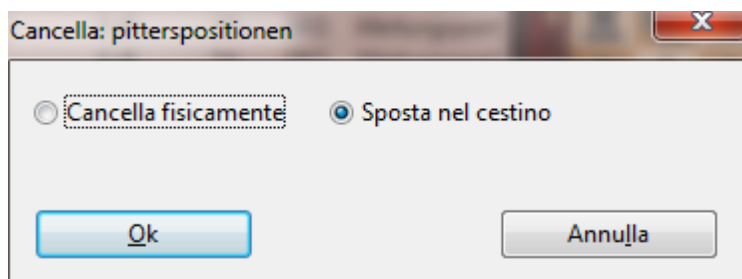 Cancella: pitterspositionen
Cancella fisicamente
Sposta nel cestino
Ok
Annulla